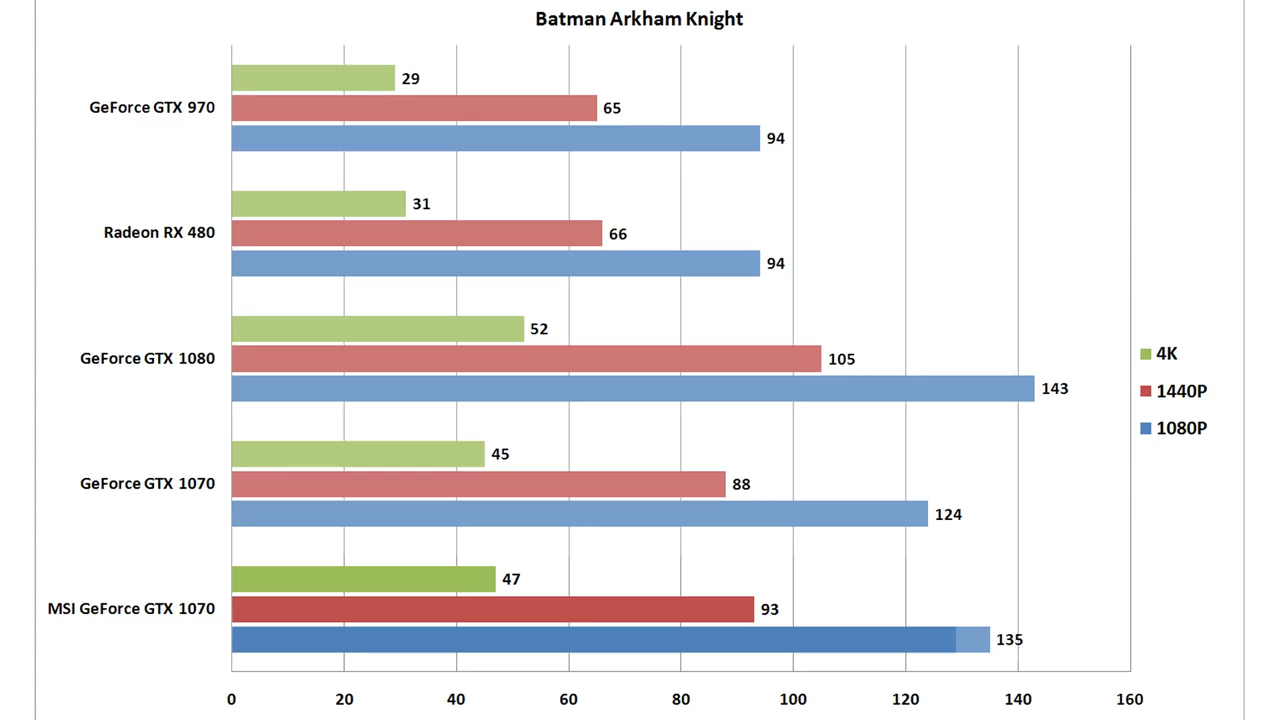 Batman Arkham Knight
29
GeForce GTX 970
65
94
31
Radeon RX 480
66
94
52
GeForce GTX 1080
105
143
45
GeForce GTX 1070
88
124
47
MSI GeForce GTX 1070
93
135
4K
1440P
1080P
0 20 40 60 80 100 120 140 160